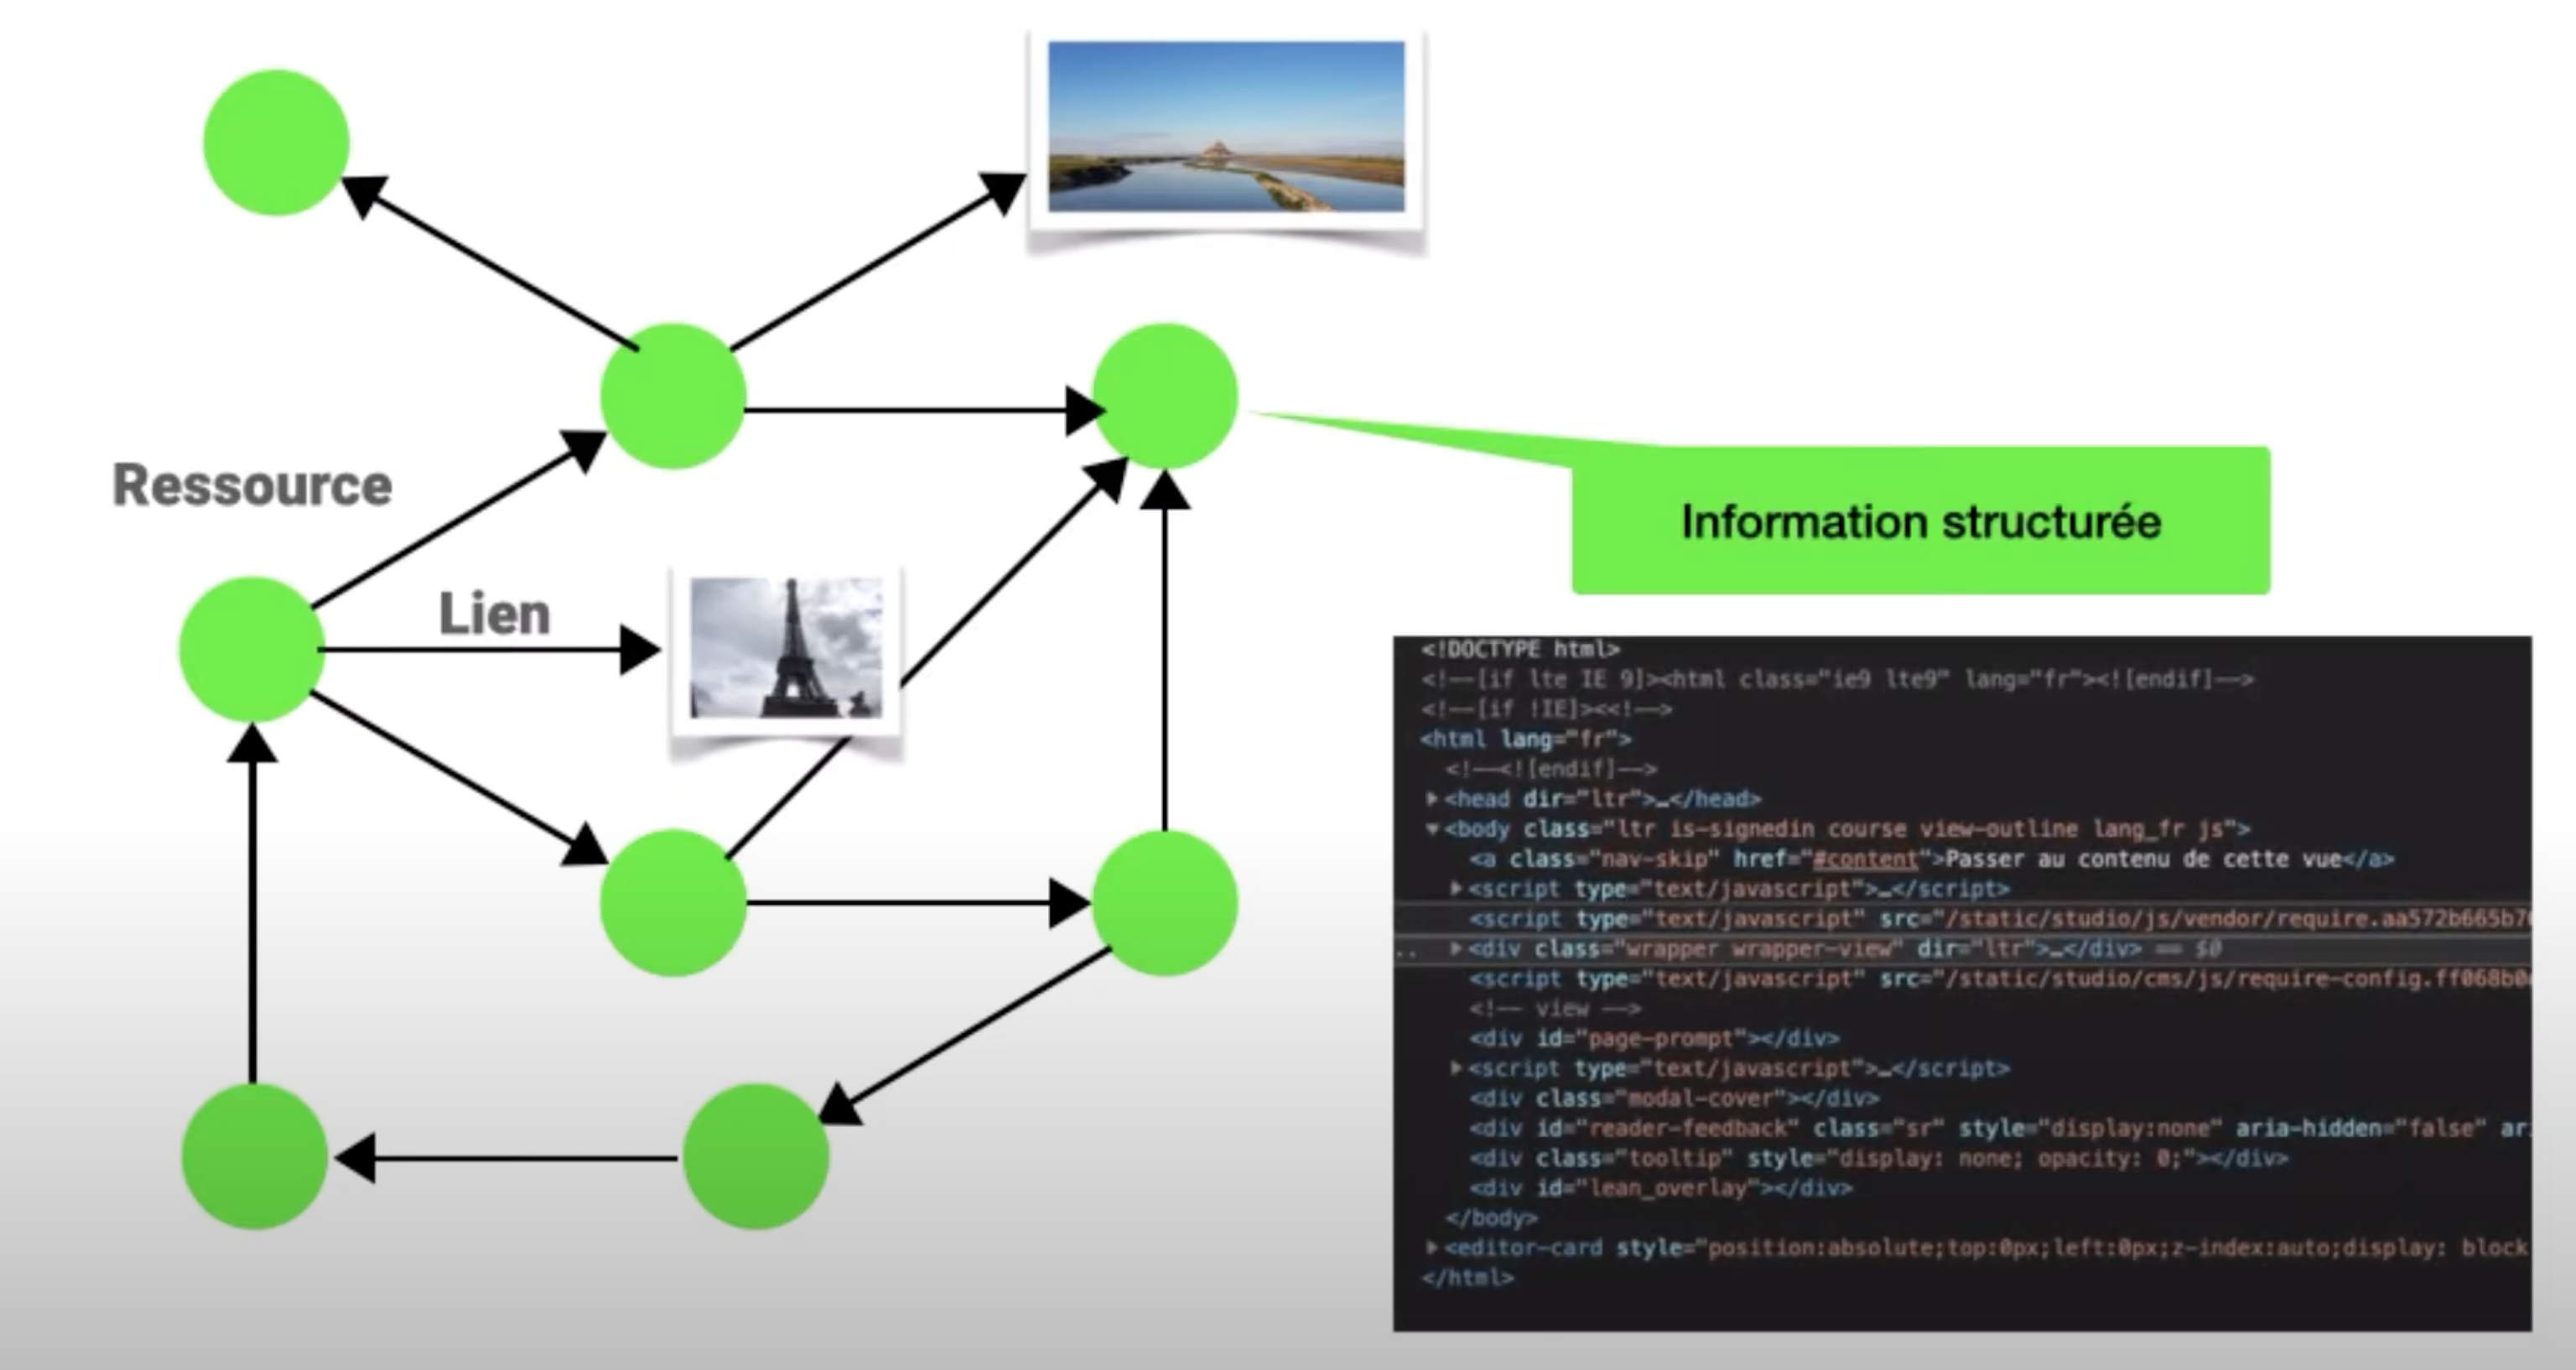 Ressource
Lien
Information structurée
<!DOCTYPE html>
<!--[if lte IE 9]><html class="ie9 lte9" lang="fr"><![endif]-->
<!--[if !IE]><<!-->
<html lang="fr">
<!--<![endif]-->
<head dir="ltr">…</head>
<body class="ltr is-signedin course view-outline lang_fr js">
<a class="nav-skip" href="#content">Passer au contenu de cette vue</a>
<script type="text/javascript">…</script>
<script type="text/javascript" src="/static/studio/js/vendor/require.aa572b665b7
.. <div class="wrapper wrapper-view" dir="ltr">…</div> == $0
<script type="text/javascript" src="/static/studio/cms/js/require-config.ff068b0
<!-- view -->
<div id="page-prompt"></div>
<script type="text/javascript">…</script>
<div class="modal-cover"></div>
<div id="reader-feedback" class="sr" style="display:none" aria-hidden="false" ar
<div class="tooltip" style="display: none; opacity: 0;"></div>
<div id="lean_overlay"></div>
</body>
<editor-card style="position:absolute;top:0px;left:0px;z-index:auto;display: block
</html>